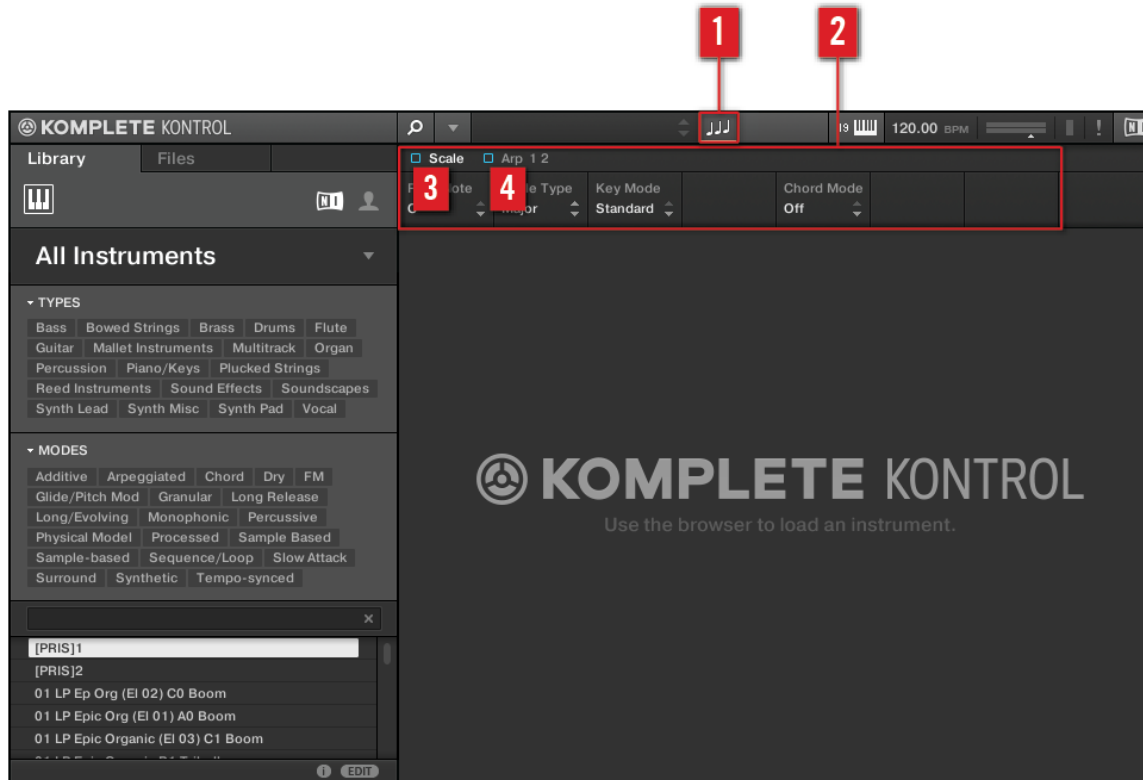 1 2
KOMPLETE KONTROL
19 120.00 BPM !
Library Files
Scale Arp 1 2
3 4
Key Mode Chord Mode
Type
Standard Off
NI
All Instruments
TYPES
Bass Bowed Strings Brass Drums Flute
Guitar Mallet Instruments Multitrack Organ
Percussion Piano/Keys Plucked Strings
Reed Instruments Sound Effects Soundscapes
Synth Lead Synth Misc Synth Pad Vocal
MODES
Additive Arpeggiated Chord Dry FM
Glide/Pitch Mod Granular Long Release
Long/Evolving Monophonic Percussive
Physical Model Processed Sample Based
Sample-based Sequence/Loop Slow Attack
Surround Synthetic Tempo-synced
KOMPLETE KONTROL
Use the browser to load an instrument.
[PRIS]1
[PRIS]2
01 LP Ep Org (EI 02) C0 Boom
01 LP Epic Org (EI 01) A0 Boom
01 LP Epic Organic (EI 03) C1 Boom
i EDIT